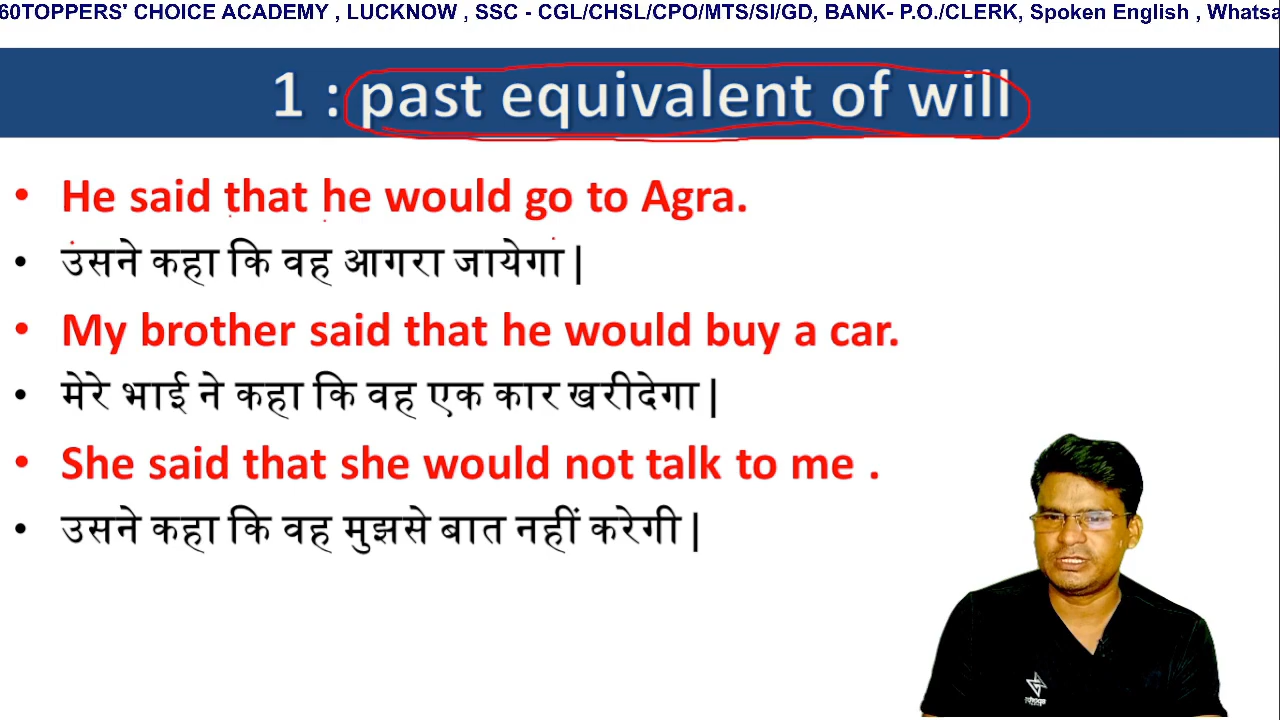 60TOPPERS' CHOICE ACADEMY , LUCKNOW , SSC - CGL/CHSL/CPO/MTS/SI/GD, BANK- P.O./CLERK, Spoken English , Whatsa
1 : past equivalent of will
• He said that he would go to Agra.
• उसने कहा कि वह आगरा जायेगा|
• My brother said that he would buy a car.
• मेरे भाई ने कहा कि वह एक कार खरीदेगा|
• She said that she would not talk to me .
• उसने कहा कि वह मुझसे बात नहीं करेगी|